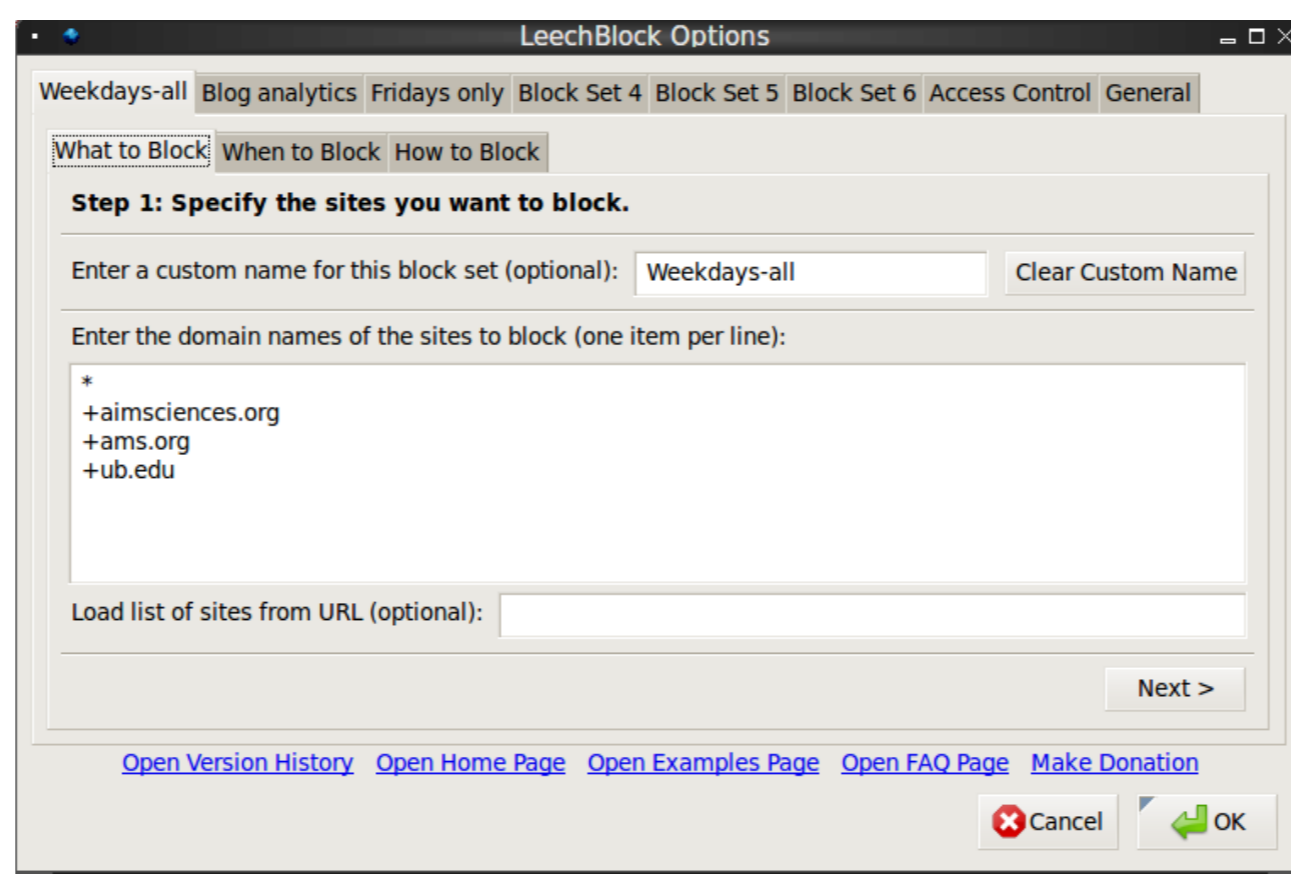 LeechBlock Options
Weekdays-all Blog analytics Fridays only Block Set 4 Block Set 5 Block Set 6 Access Control General
What to Block When to Block How to Block
Step 1: Specify the sites you want to block.
Enter a custom name for this block set (optional): Weekdays-all Clear Custom Name
Enter the domain names of the sites to block (one item per line):
*
+aimsciences.org
+ams.org
+ub.edu
Load list of sites from URL (optional):
Next >
Open Version History Open Home Page Open Examples Page Open FAQ Page Make Donation
Cancel OK